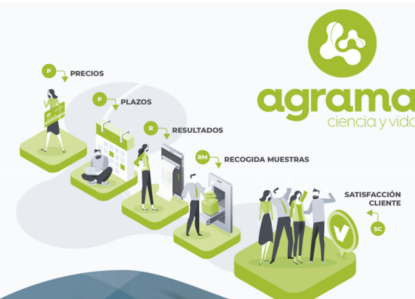 agrama
ciencia y vida
P
PRECIOS
P
PLAZOS
R
RESULTADOS
RM
RECOGIDA MUESTRAS
SATISFACCIÓN
CLIENTE
SC